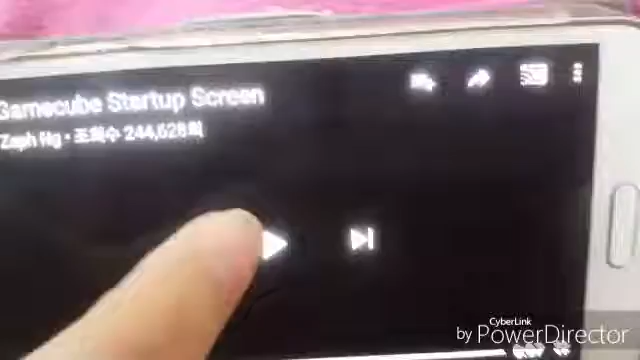 Gamecube Startup Screen
Zaph Ng • 조회수 244,628회
CyberLink
by PowerDirector